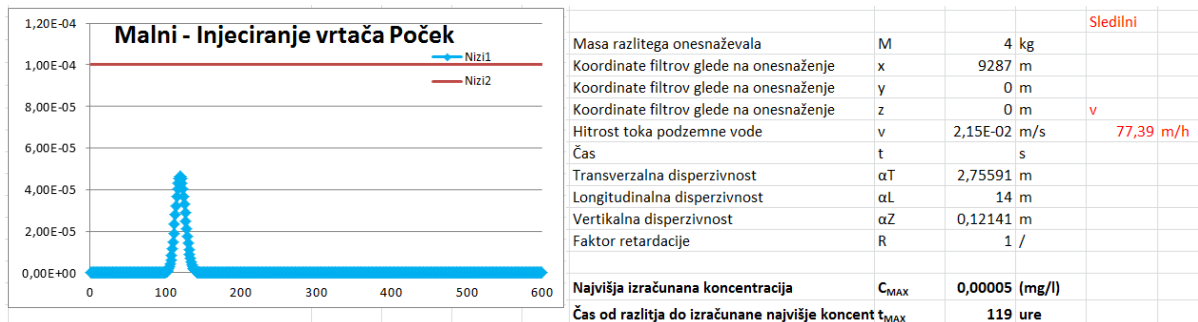 Malni - Injeciranje vrtača Poček
Nizi1
Nizi2
1,20E-04
1,00E-04
8,00E-05
6,00E-05
4,00E-05
2,00E-05
0,00E+00
0 100 200 300 400 500 600
Sledilni
Masa razlitega onesnaževala M 4 kg
Koordinate filtrov glede na onesnaženje x 9287 m
Koordinate filtrov glede na onesnaženje y 0 m
Koordinate filtrov glede na onesnaženje z 0 m v
Hitrost toka podzemne vode v 2,15E-02 m/s 77,39 m/h
Čas t s
Transverzalna disperzivnost αT 2,75591 m
Longitudinalna disperzivnost αL 14 m
Vertikalna disperzivnost αZ 0,12141 m
Faktor retardacije R 1 /
Najvišja izračunana koncentracija CMAX 0,00005 (mg/l)
Čas od razlitja do izračunane najvišje koncent tMAX 119 ure